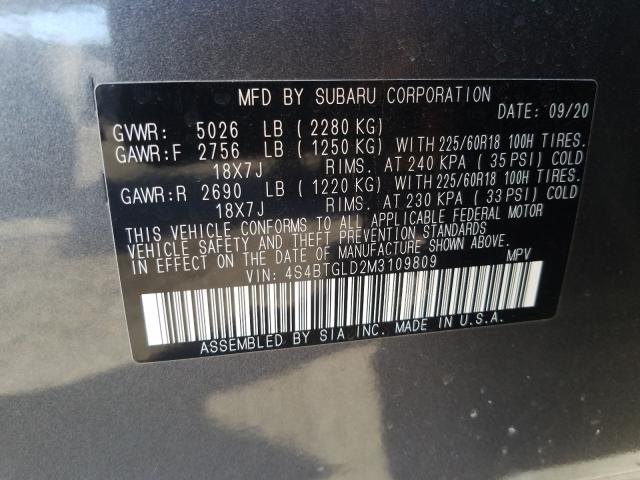 MFD BY SUBARU CORPORATION
DATE: 09/20
GVWR: 5026 LB ( 2280 KG)
GAWR:F 2756 LB ( 1250 KG) WITH 225/60R18 100H TIRES.
18X7J RIMS. AT 240 KPA ( 35 PSI) COLD
GAWR:R 2690 LB ( 1220 KG) WITH 225/60R18 100H TIRES.
18X7J RIMS. AT 230 KPA ( 33 PSI) COLD
THIS VEHICLE CONFORMS TO ALL APPLICABLE FEDERAL MOTOR
VEHICLE SAFETY AND THEFT PREVENTION STANDARDS
IN EFFECT ON THE DATE OF MANUFACTURE SHOWN ABOVE.
VIN: 4S4BTGLD2M3109809 MPV
ASSEMBLED BY SIA INC. MADE IN U.S.A.